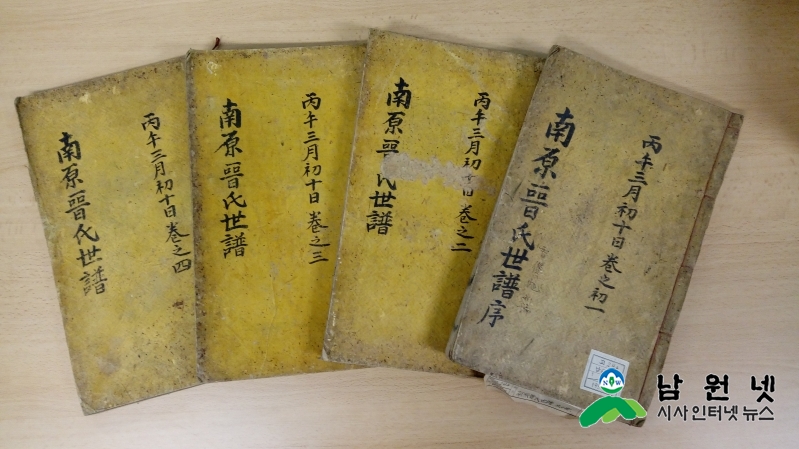 南原晉氏世譜
丙午三月初十日 卷之四
南原晉氏世譜
丙午三月初十日 卷之三
南原晉氏世譜
丙午三月初十日 卷之二
南原晉氏世譜序
丙午三月初十日 卷之初一
남원넷
시사인터넷뉴스